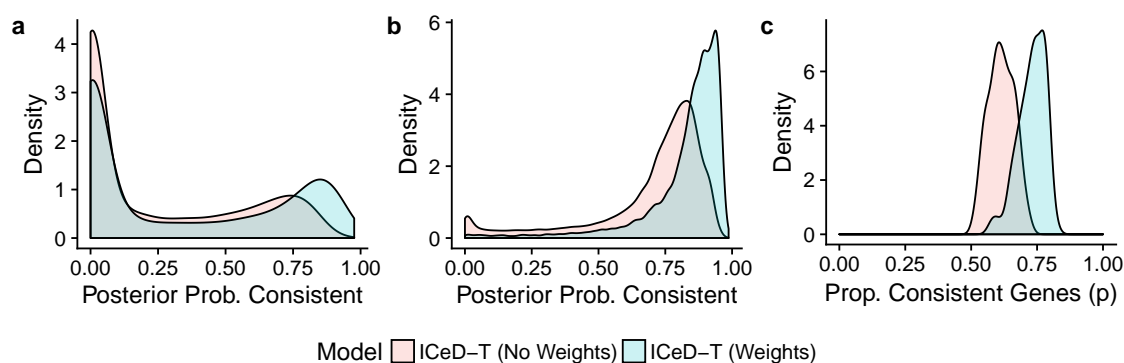 a
4
3
2
1
0
Density
0.00 0.25 0.50 0.75 1.00
Posterior Prob. Consistent
b
6
4
2
0
Density
0.00 0.25 0.50 0.75 1.00
Posterior Prob. Consistent
c
6
4
2
0
Density
0.00 0.25 0.50 0.75 1.00
Prop. Consistent Genes (p)
Model ICeD−T (No Weights) ICeD−T (Weights)